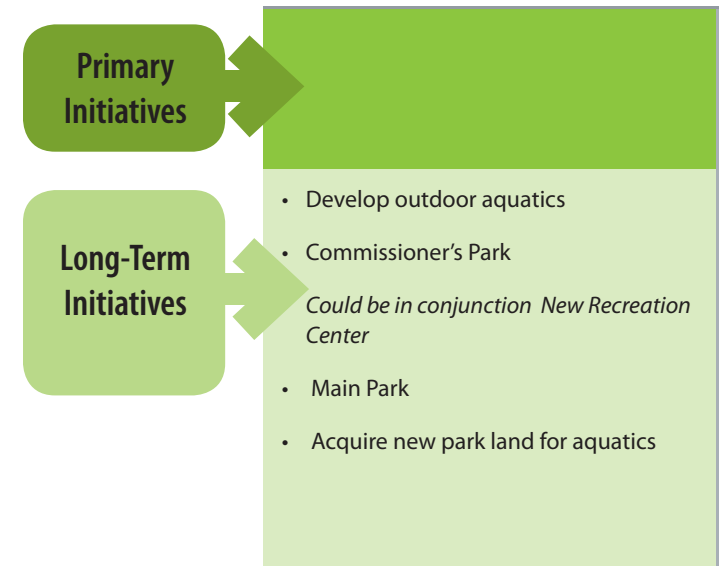 Primary
Initiatives
Long-Term
Initiatives
• Develop outdoor aquatics
• Commissioner’s Park
Could be in conjunction  New Recreation
Center
• Main Park
• Acquire new park land for aquatics